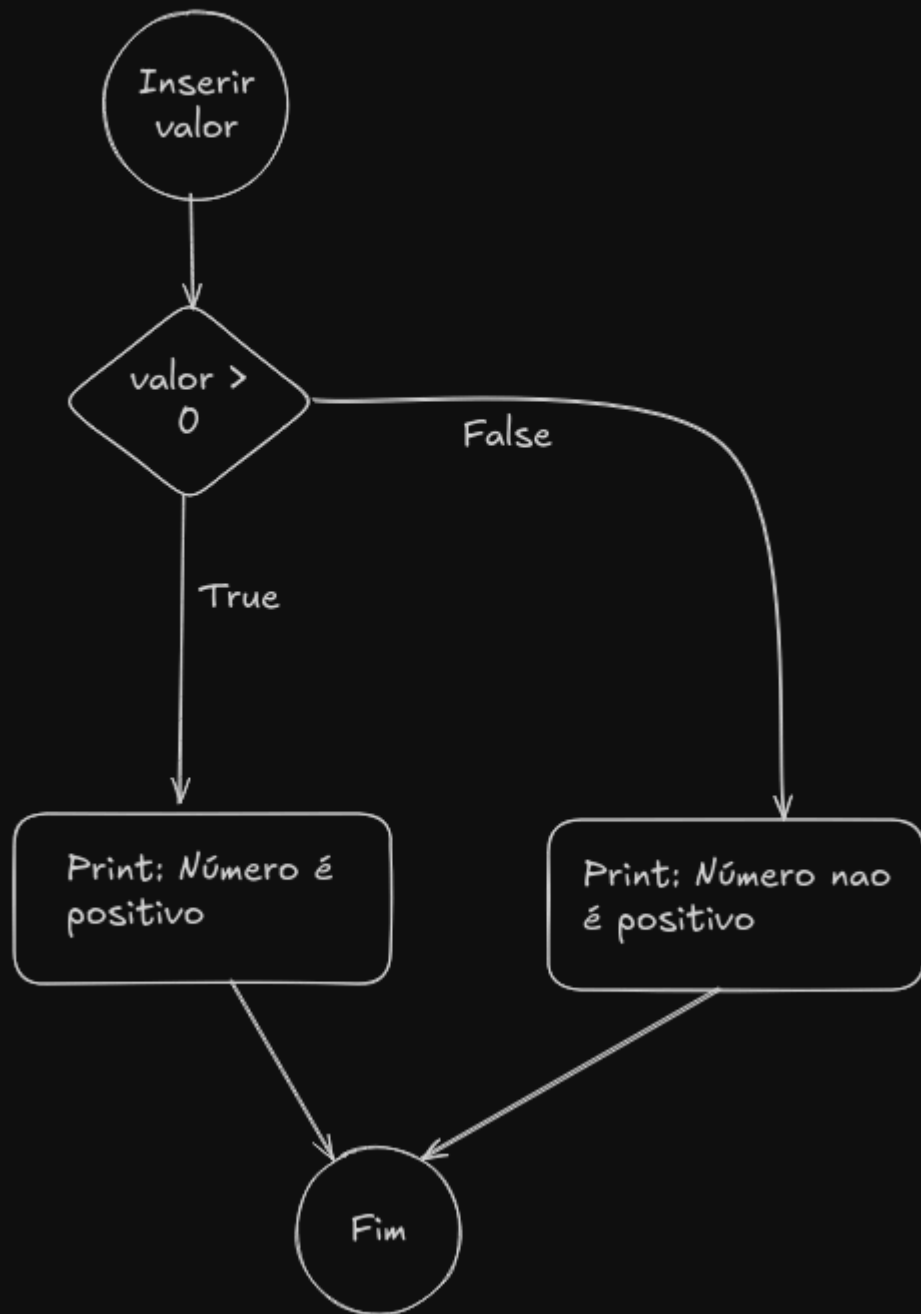 Inserir
valor
valor >
0
False
True
Print: Número é
positivo
Print: Número nao
é positivo
Fim